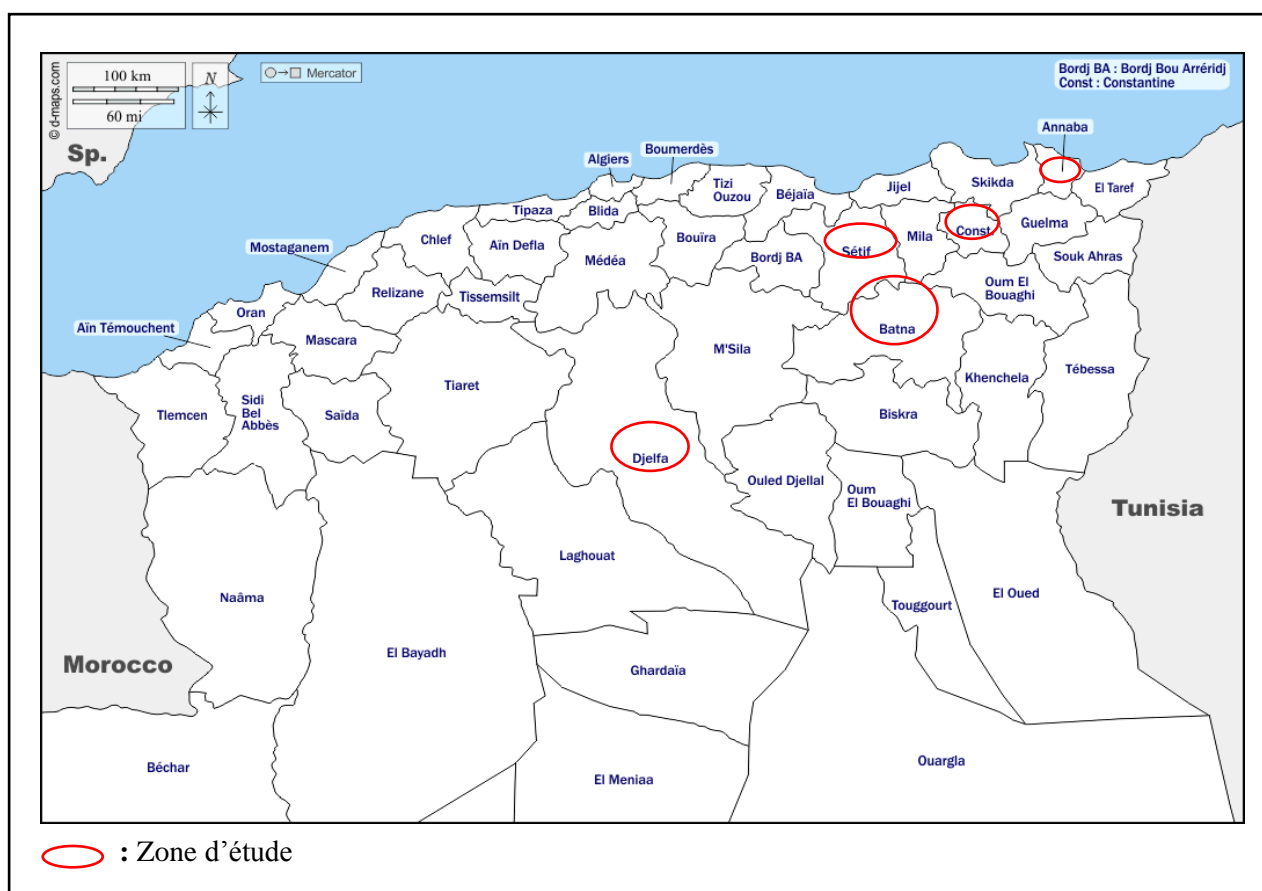 © d-maps.com
100 km
60 mi
N
Mercator
Bordj BA : Bordj Bou Arréridj
Const : Constantine
Sp.
Annaba
Boumerdès
Algiers
Tizi
Ouzou
Béjaïa
Jijel
Skikda
El Taref
Tipaza
Blida
Bouïra
Bordj BA
Sétif
Mila
Const.
Guelma
Souk Ahras
Mostaganem
Chlef
Aïn Defla
Médéa
Oum El
Bouaghi
Relizane
Tissemsilt
Oran
Aïn Témouchent
Mascara
Batna
M'Sila
Khenchela
Tébessa
Tiaret
Tlemcen
Sidi
Bel
Abbès
Saïda
Biskra
Djelfa
Ouled Djellal
Oum
El Bouaghi
Tunisia
Laghouat
Naâma
El Bayadh
Touggourt
El Oued
Morocco
Ghardaïa
Béchar
El Meniaa
Ouargla
: Zone d’étude